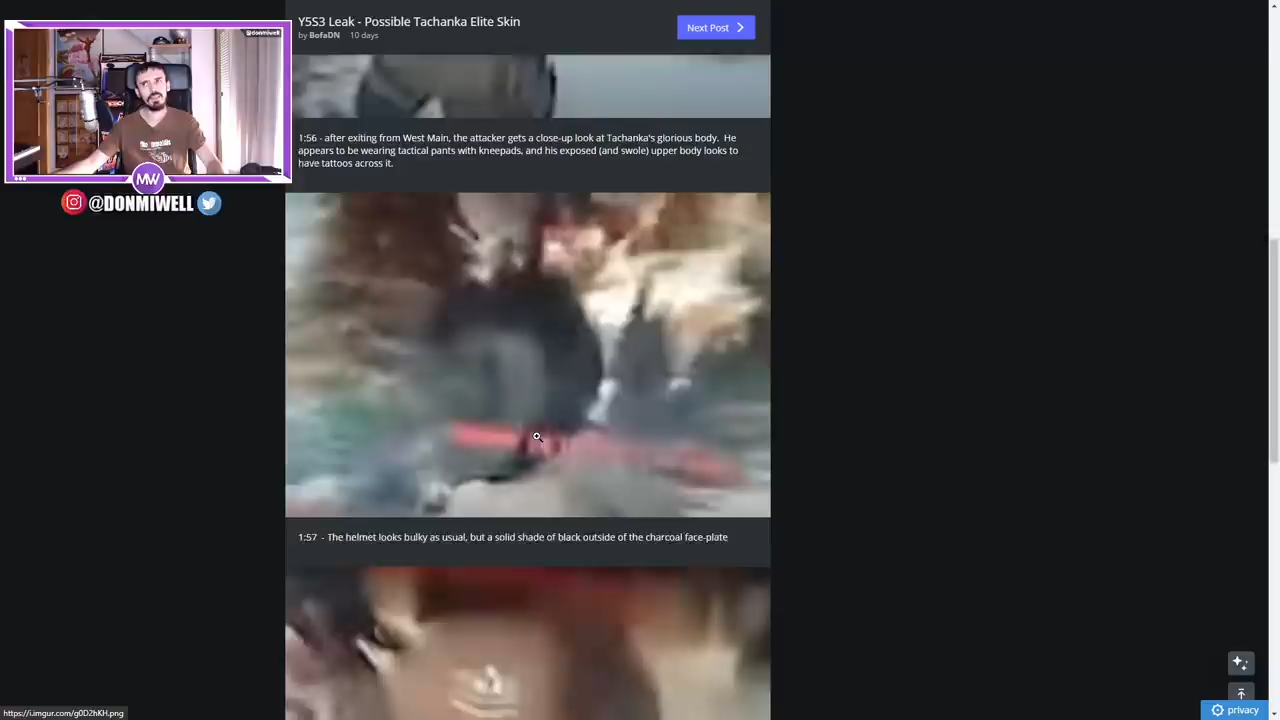 Y5S3 Leak - Possible Tachanka Elite Skin
by BofaDN 10 days
Next Post
@donmiwell
MW
@DONMIWELL
1:56 - after exiting from West Main, the attacker gets a close-up look at Tachanka's glorious body. He
appears to be wearing tactical pants with kneepads, and his exposed (and swole) upper body looks to
have tattoos across it.
1:57 - The helmet looks bulky as usual, but a solid shade of black outside of the charcoal face-plate
privacy
https://i.imgur.com/g0D2hKH.png